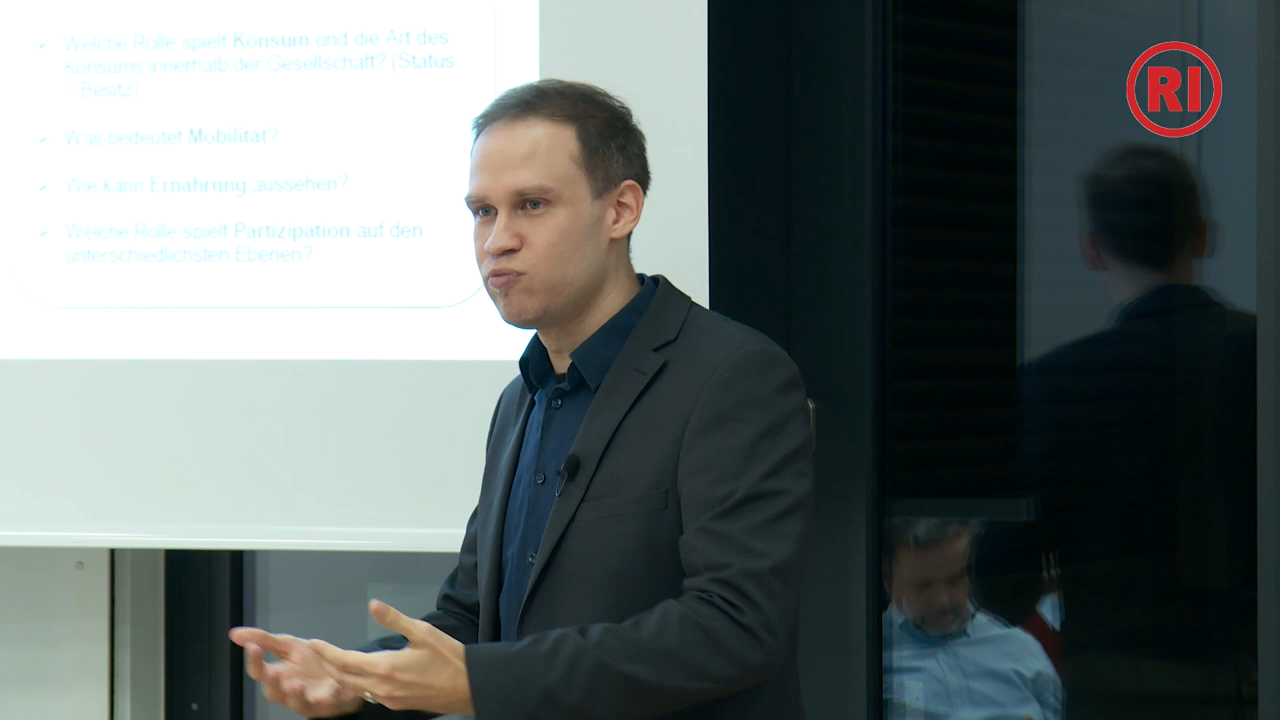 Welche Rolle spielt Konsum und die Art des
Konsums innerhalb der Gesellschaft? (Status
Besitz)
Was bedeutet Mobilität?
Wie kann Ernährung aussehen?
Welche Rolle spielt Partizipation auf den
unterschiedlichsten Ebenen?
RI